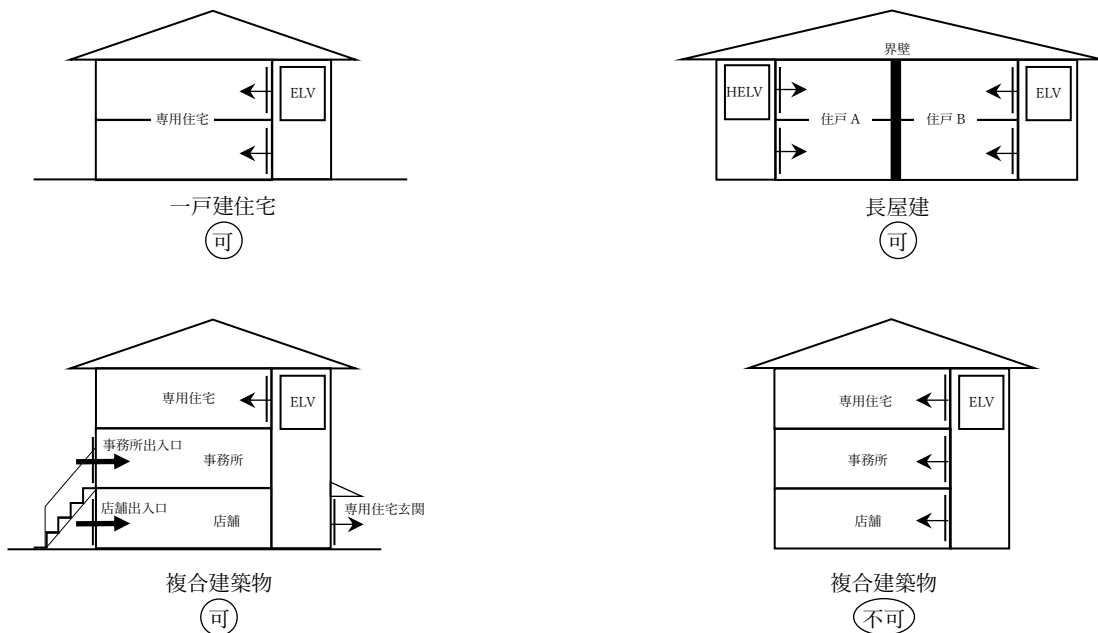 ELV
専用住宅
一戸建住宅
可
界壁
HELV
ELV
住戸 A
住戸 B
長屋建
可
専用住宅
ELV
事務所出入口
事務所
店舗出入口
店舗
専用住宅玄関
複合建築物
可
専用住宅
ELV
事務所
店舗
複合建築物
不可